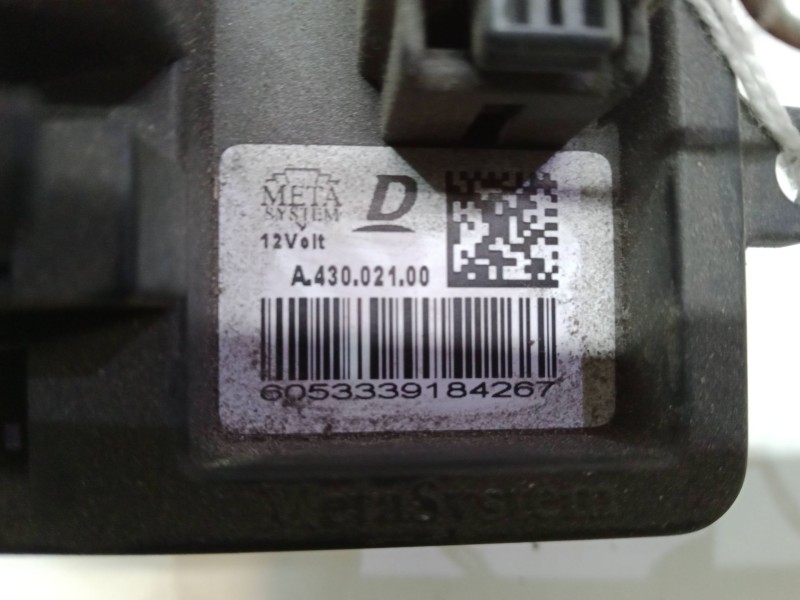 META
SYSTEM
D
12Volt
A.430.021.00
6053339184267
MetaSystem